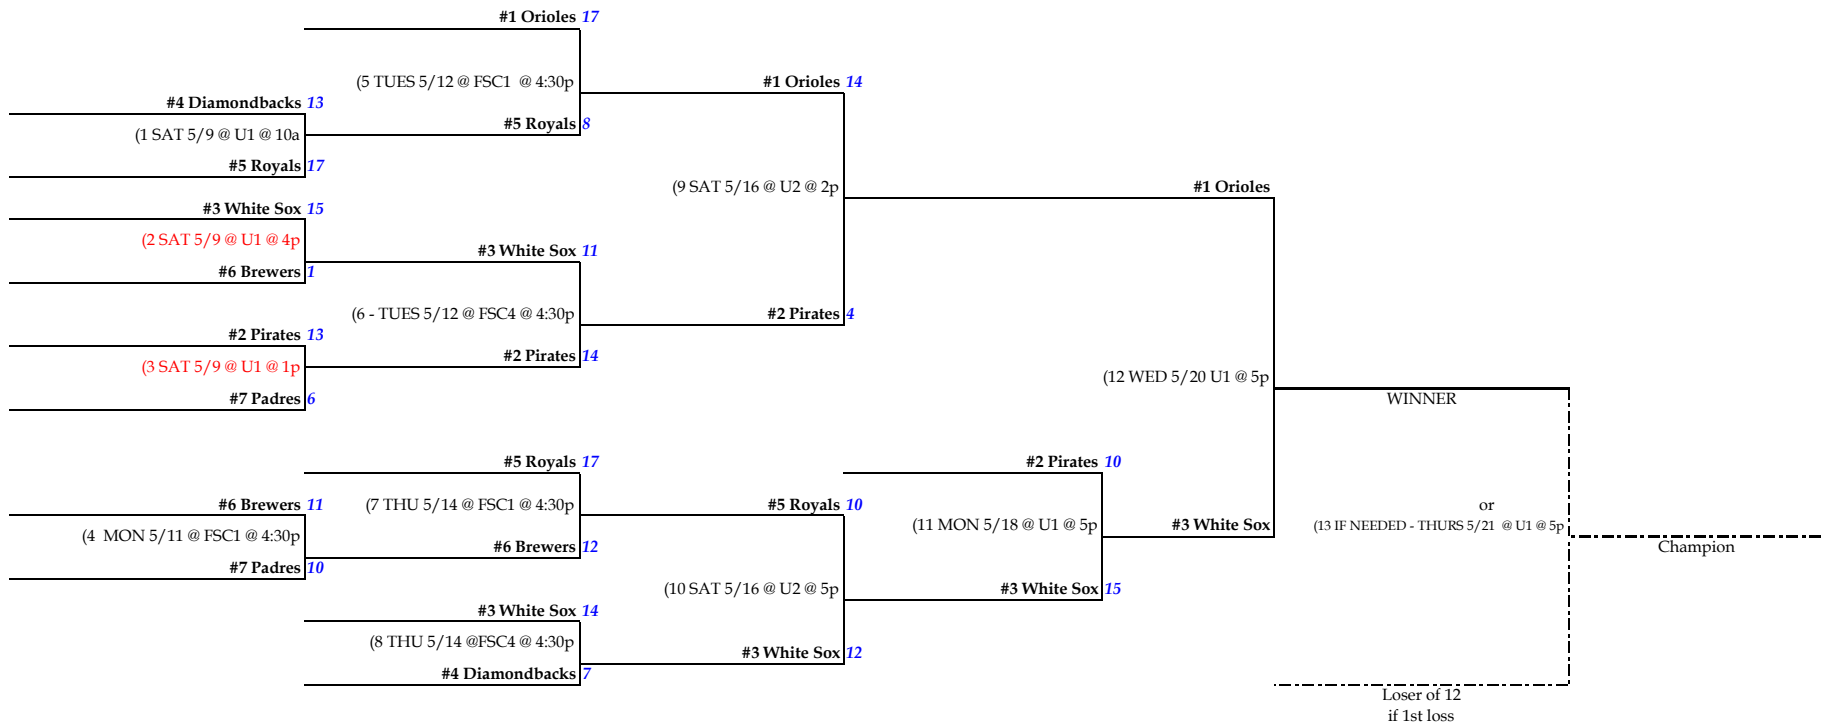 #1 Orioles 17
(5 TUES 5/12 @ FSC1  @ 4:30p
#1 Orioles 14
#4 Diamondbacks 13
#5 Royals 8
(1 SAT 5/9 @ U1 @ 10a
#5 Royals 17
(9 SAT 5/16 @ U2 @ 2p
#1 Orioles
#3 White Sox 15
(2 SAT 5/9 @ U1 @ 4p
#3 White Sox 11
#6 Brewers 1
(6 - TUES 5/12 @ FSC4 @ 4:30p
#2 Pirates 4
#2 Pirates 13
#2 Pirates 14
(3 SAT 5/9 @ U1 @ 1p
(12 WED 5/20 U1 @ 5p
#7 Padres 6
WINNER
#5 Royals 17
#2 Pirates 10
#6 Brewers 11
(7 THU 5/14 @ FSC1 @ 4:30p
#5 Royals 10
or
(11 MON 5/18 @ U1 @ 5p
#3 White Sox
(13 IF NEEDED - THURS 5/21  @ U1 @ 5p
(4  MON 5/11 @ FSC1 @ 4:30p
#6 Brewers 12
Champion
#7 Padres 10
(10 SAT 5/16 @ U2 @ 5p
#3 White Sox 15
#3 White Sox 14
(8 THU 5/14 @FSC4 @ 4:30p
#3 White Sox 12
#4 Diamondbacks 7
Loser of 12
if 1st loss